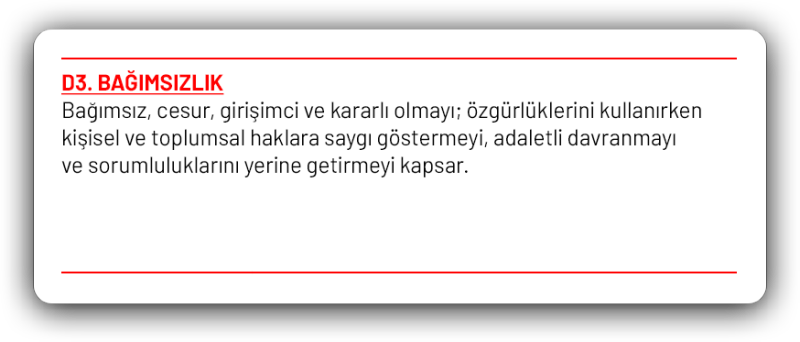 D3. BAĞIMSIZLIK
Bağımsız, cesur, girişimci ve kararlı olmayı; özgürlüklerini kullanırken
kişisel ve toplumsal haklara saygı göstermeyi, adaletli davranmayı
ve sorumluluklarını yerine getirmeyi kapsar.